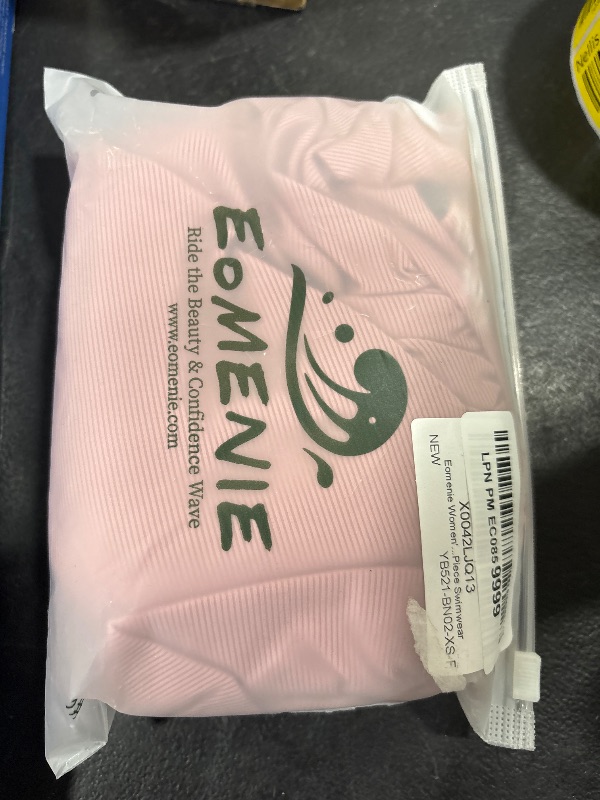 EOMENIE
Ride the Beauty & Confidence Wave
www.eomenie.com
LPN PM EC085 9999
X0042LJQ13
Eomenie Women'...Piece Swimwear
YB521-BN02-XS-F
NEW
Nellis